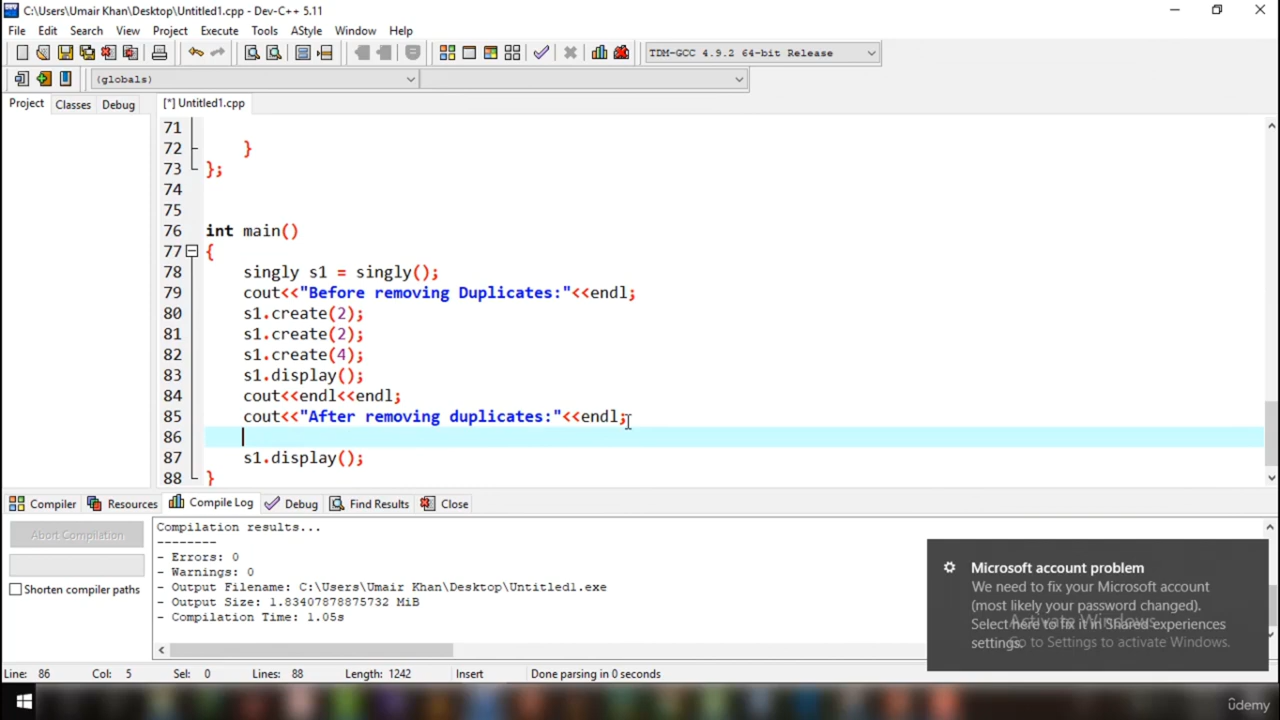 C:\Users\Umair Khan\Desktop\Untitled1.cpp - Dev-C++ 5.11
File Edit Search View Project Execute Tools AStyle Window Help
TDM-GCC 4.9.2 64-bit Release
(globals)
Project Classes Debug [*] Untitled1.cpp
71
72 }
73 };
74
75
76 int main()
77 {
78 singly s1 = singly();
79 cout<<"Before removing Duplicates:"<<endl;
80 s1.create(2);
81 s1.create(2);
82 s1.create(4);
83 s1.display();
84 cout<<endl<<endl;
85 cout<<"After removing duplicates:"<<endl;
86
87 s1.display();
88 }
Compiler Resources Compile Log Debug Find Results Close
Abort Compilation
Shorten compiler paths
Compilation results...
--------
- Errors: 0
- Warnings: 0
- Output Filename: C:\Users\Umair Khan\Desktop\Untitled1.exe
- Output Size: 1.83407878875732 MiB
- Compilation Time: 1.05s
Microsoft account problem
We need to fix your Microsoft account
(most likely your password changed).
Select here to fix it in Shared experiences
settings.
Activate Windows
Go to Settings to activate Windows.
Line: 86 Col: 5 Sel: 0 Lines: 88 Length: 1242 Insert Done parsing in 0 seconds
ûdemy